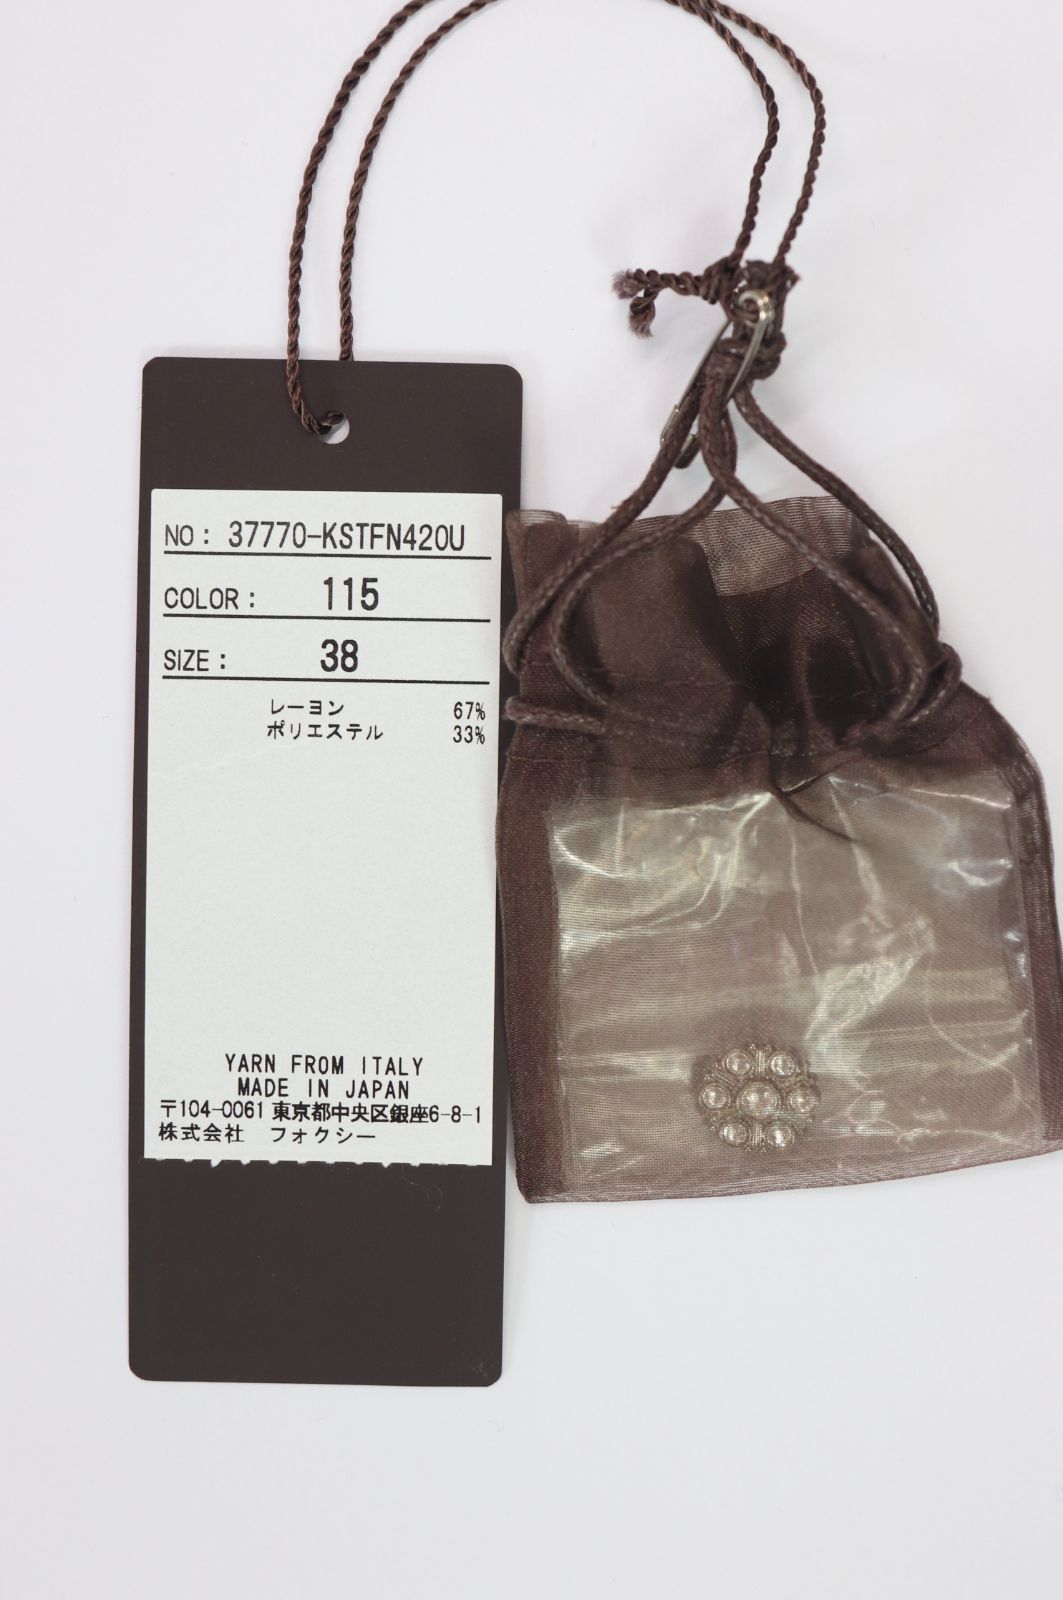 NO: 37770-KSTFN420U
COLOR: 115
SIZE: 38
レーヨン 67%
ポリエステル 33%
YARN FROM ITALY
MADE IN JAPAN
〒104-0061 東京都中央区銀座6-8-1
株式会社 フォクシー